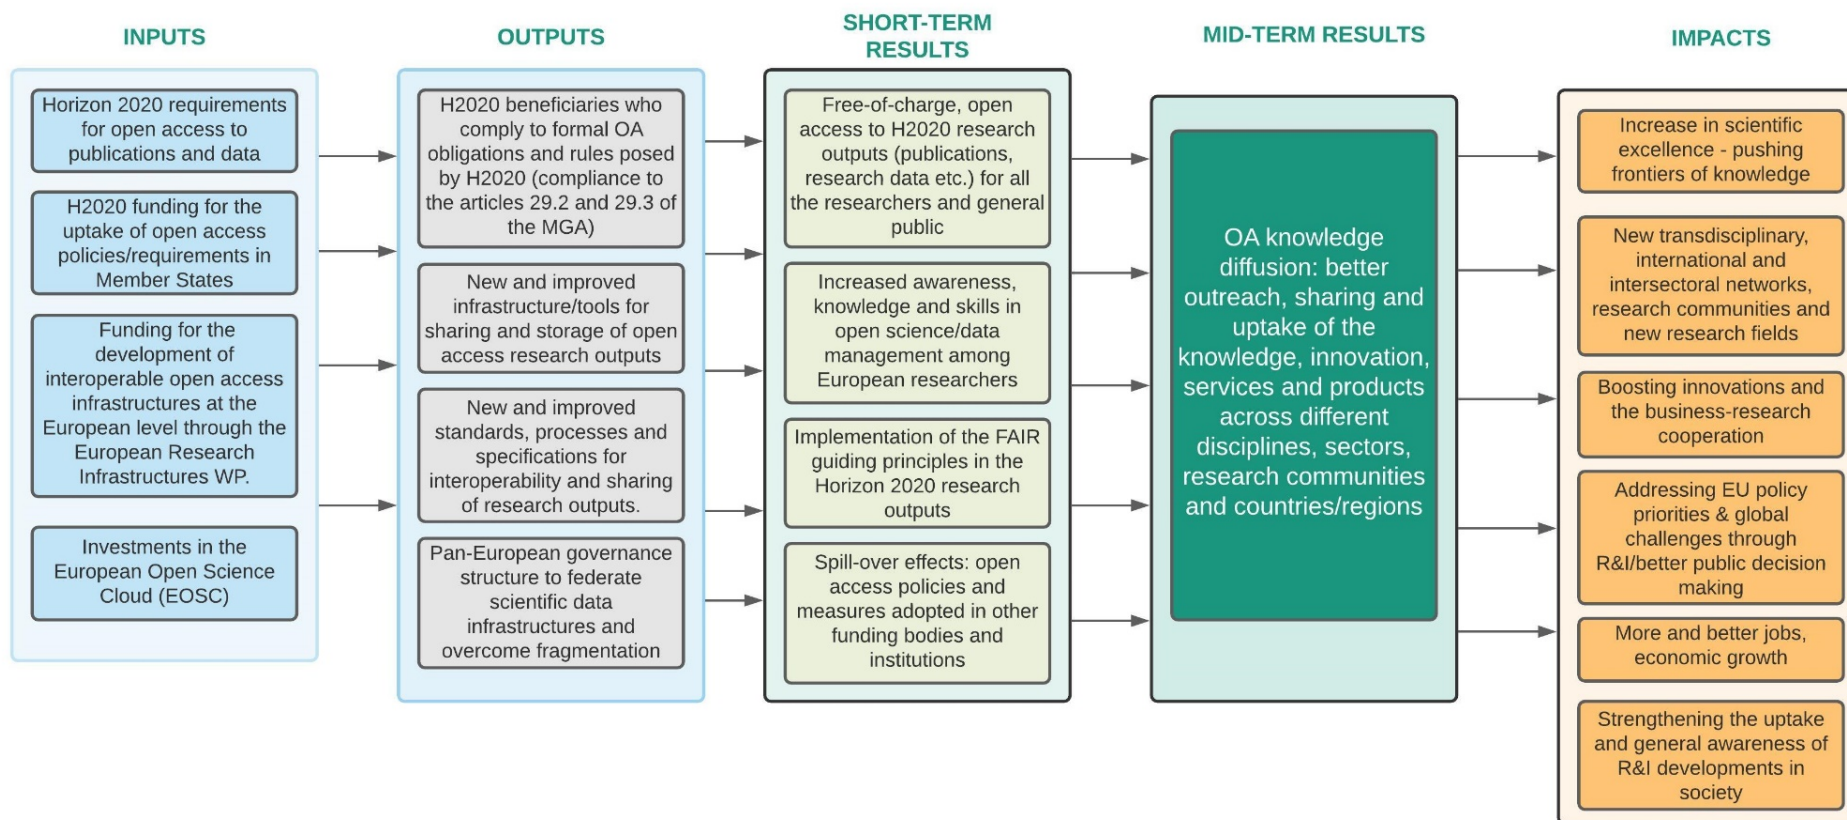 INPUTS
Horizon 2020 requirements
for open access to
publications and data
H2020 funding for the
uptake of open access
policies/requirements in
Member States
Funding for the
development of
interoperable open access
infrastructures at the
European level through the
European Research
Infrastructures WP.
Investments in the
European Open Science
Cloud (EOSC)
OUTPUTS
H2020 beneficiaries who
comply to formal OA
obligations and rules posed
by H2020 (compliance to
the articles 29.2 and 29.3 of
the MGA)
New and improved
infrastructure/tools for
sharing and storage of open
access research outputs
New and improved
standards, processes and
specifications for
interoperability and sharing
of research outputs.
Pan-European governance
structure to federate
scientific data
infrastructures and
overcome fragmentation
SHORT-TERM
RESULTS
Free-of-charge, open
access to H2020 research
outputs (publications,
research data etc.) for all
the researchers and general
public
Increased awareness,
knowledge and skills in
open science/data
management among
European researchers
Implementation of the FAIR
guiding principles in the
Horizon 2020 research
outputs
Spill-over effects: open
access policies and
measures adopted in other
funding bodies and
institutions
MID-TERM RESULTS
OA knowledge
diffusion: better
outreach, sharing and
uptake of the
knowledge, innovation,
services and products
across different
disciplines, sectors,
research communities
and countries/regions
IMPACTS
Increase in scientific
excellence - pushing
frontiers of knowledge
New transdisciplinary,
international and
intersectoral networks,
research communities and
new research fields
Boosting innovations and
the business-research
cooperation
Addressing EU policy
priorities & global
challenges through
R&I/better public decision
making
More and better jobs,
economic growth
Strengthening the uptake
and general awareness of
R&I developments in
society